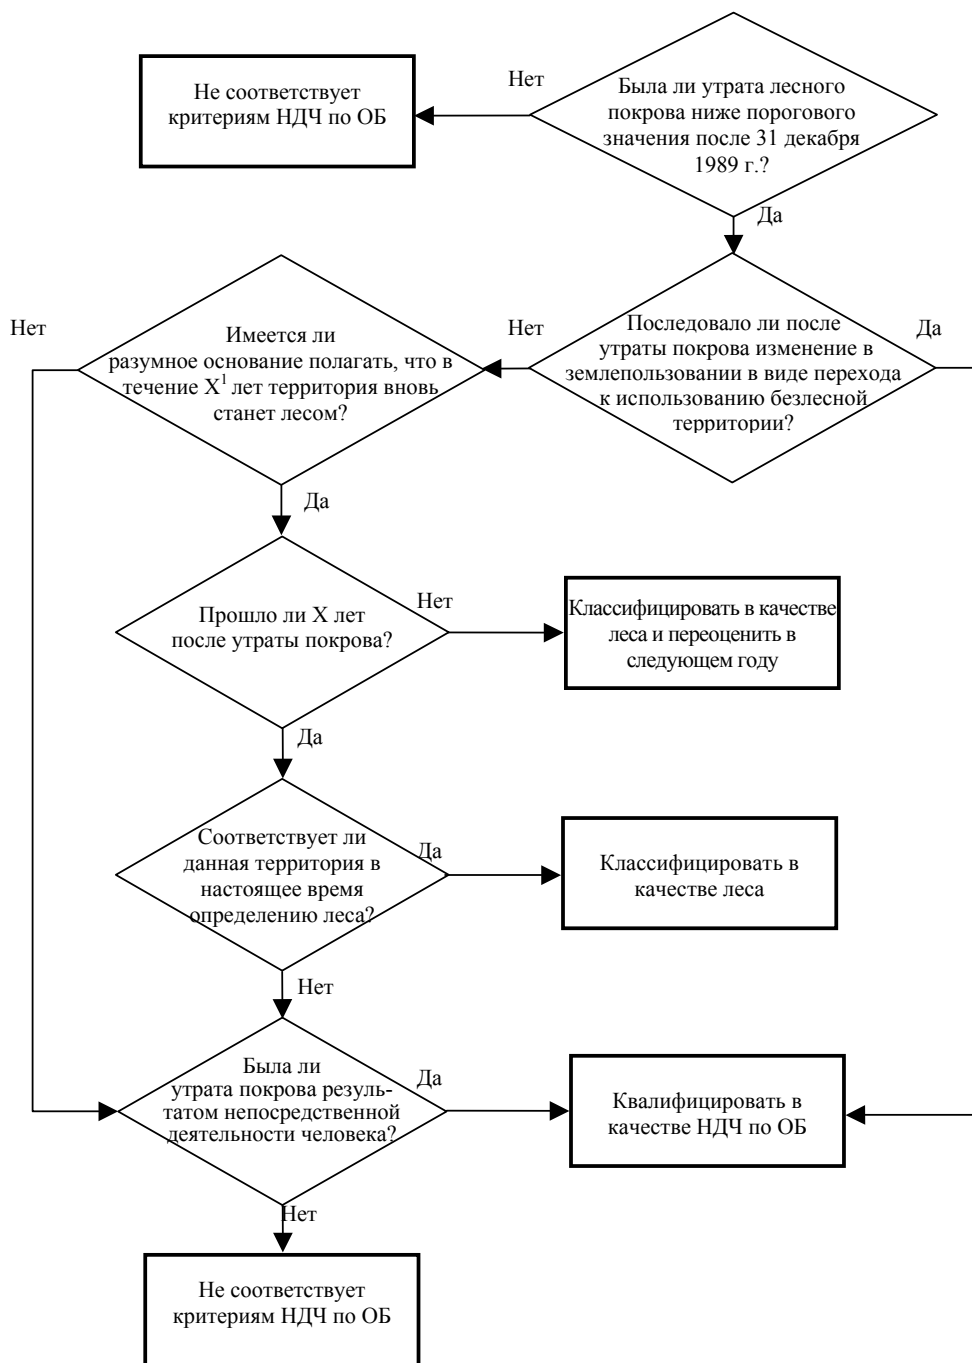 Не соответствует
критериям НДЧ по ОБ
Нет
Была ли утрата лесного
покрова ниже порогового
значения после 31 декабря
1989 г.?
Да
Нет
Имеется ли
разумное основание полагать, что в
течение X¹ лет территория вновь
станет лесом?
Нет
Последовало ли после
утраты покрова изменение в
землепользовании в виде перехода
к использованию безлесной
территории?
Да
Да
Прошло ли X лет
после утраты покрова?
Нет
Классифицировать в качестве
леса и переоценить в
следующем году
Да
Соответствует ли
данная территория в
настоящее время
определению леса?
Да
Классифицировать в
качестве леса
Нет
Была ли
утрата покрова резуль-
татом непосредственной
деятельности человека?
Да
Квалифицировать в
качестве НДЧ по ОБ
Нет
Не соответствует
критериям НДЧ по ОБ